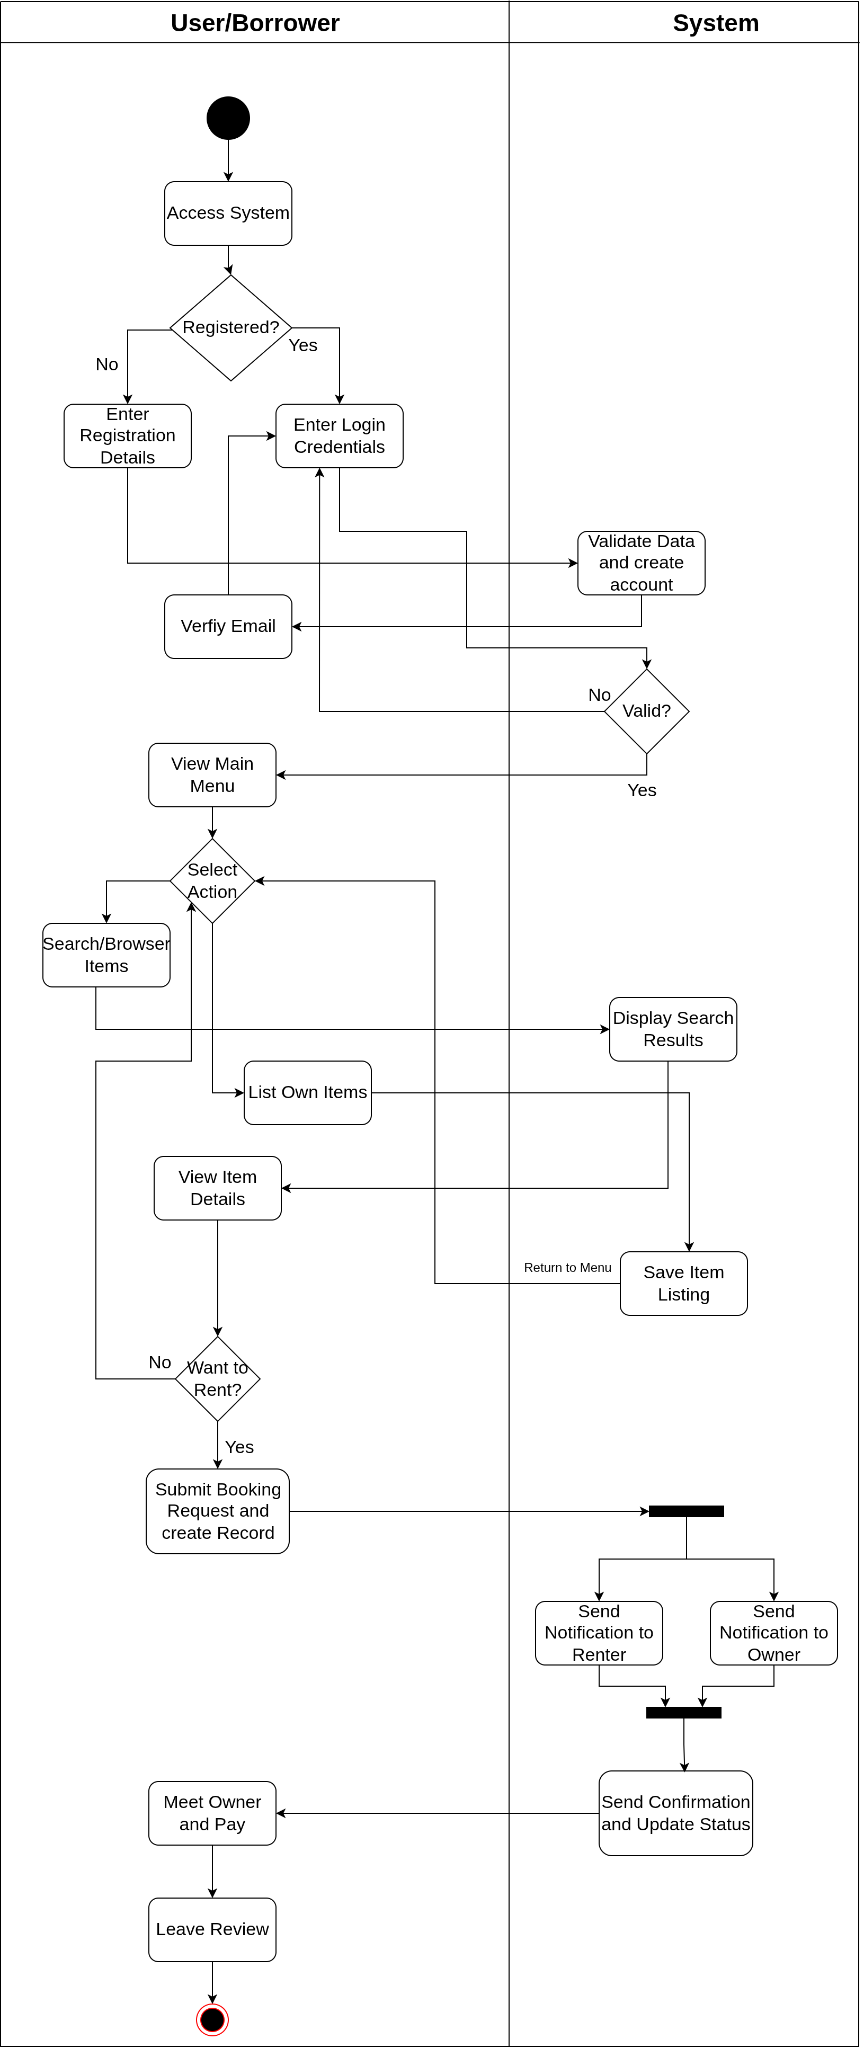 User/Borrower
System
Access System
Registered?
Yes
No
Enter
Registration
Details
Enter Login
Credentials
Validate Data
and create
account
Verfiy Email
No
Valid?
View Main
Menu
Yes
Select
Action
Search/Browser
Items
Display Search
Results
List Own Items
View Item
Details
Return to Menu
Save Item
Listing
No
Want to
Rent?
Yes
Submit Booking
Request and
create Record
Send
Notification to
Renter
Send
Notification to
Owner
Meet Owner
and Pay
Send Confirmation
and Update Status
Leave Review